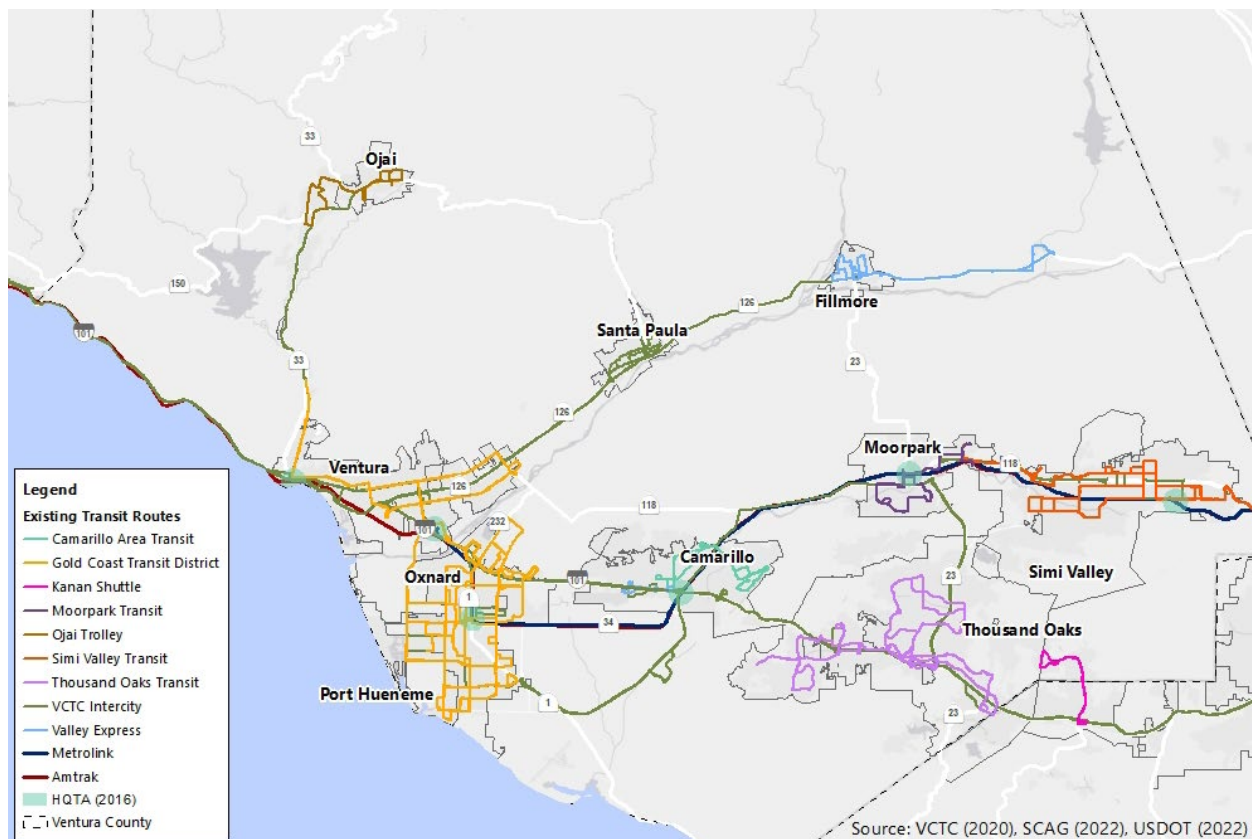 33
Ojai
150
Fillmore
126
Santa Paula
101
23
33
126
Moorpark
118
Ventura
126
118
232
101
Camarillo
Oxnard
101
1
34
23
Simi Valley
Thousand Oaks
Port Hueneme
1
23
Legend
Existing Transit Routes
Camarillo Area Transit
Gold Coast Transit District
Kanan Shuttle
Moorpark Transit
Ojai Trolley
Simi Valley Transit
Thousand Oaks Transit
VCTC Intercity
Valley Express
Metrolink
Amtrak
HQTA (2016)
Ventura County
Source: VCTC (2020), SCAG (2022), USDOT (2022)